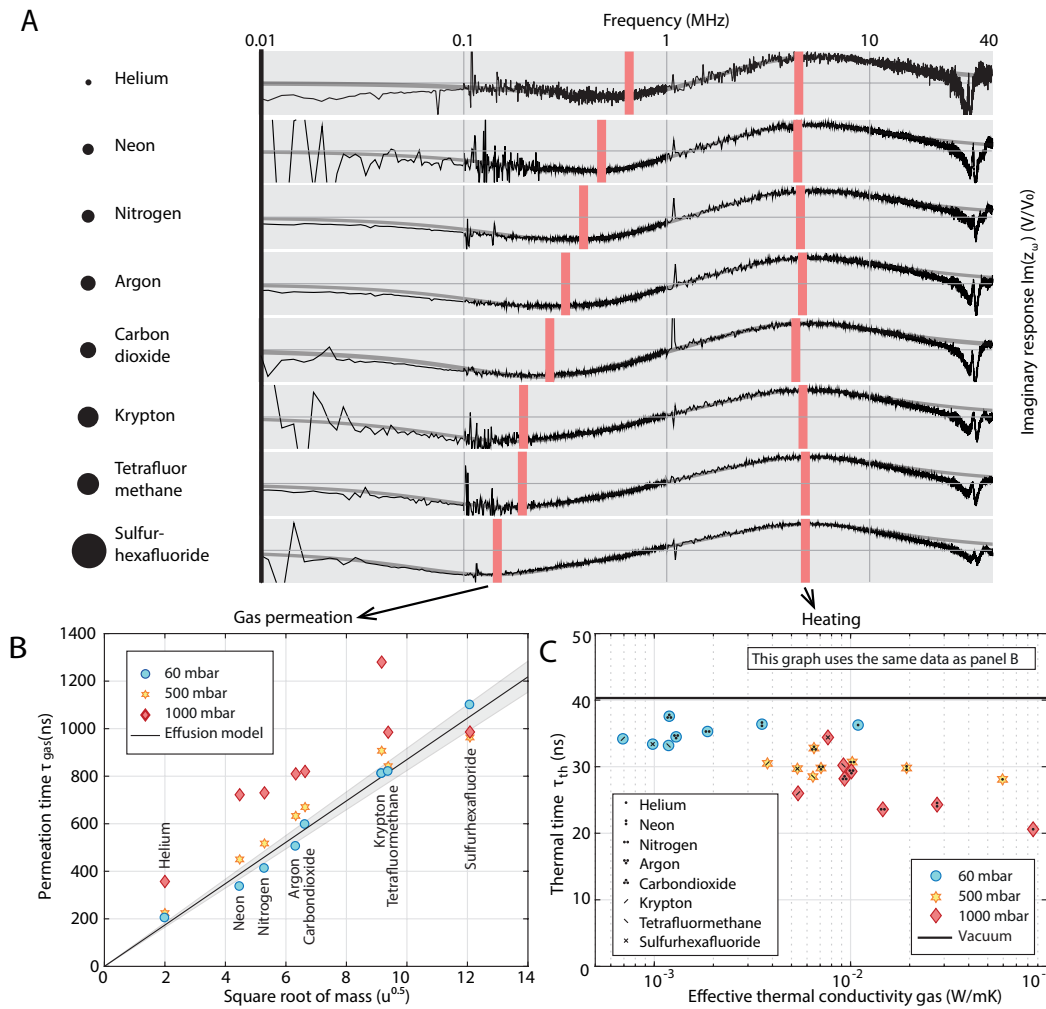 A
Frequency (MHz)
0.01
0.1
1
10
40
Helium
Neon
Nitrogen
Argon
Carbon
dioxide
Krypton
Tetrafluor
methane
Sulfur-
hexafluoride
Imaginary response Im(zω) (V/V₀)
Gas permeation
Heating
B
1400
1200
1000
800
600
400
200
0
Permeation time τ gas (ns)
60 mbar
500 mbar
1000 mbar
Effusion model
Helium
Neon
Nitrogen
Argon
Carbondioxide
Krypton
Tetrafluormethane
Sulfurhexafluoride
0
2
4
6
8
10
12
14
Square root of mass (u^0.5)
C
50
40
30
20
10
0
Thermal time τth (ns)
This graph uses the same data as panel B
Helium
Neon
Nitrogen
Argon
Carbondioxide
Krypton
Tetrafluormethane
Sulfurhexafluoride
60 mbar
500 mbar
1000 mbar
Vacuum
10⁻³
10⁻²
10⁻
Effective thermal conductivity gas (W/mK)